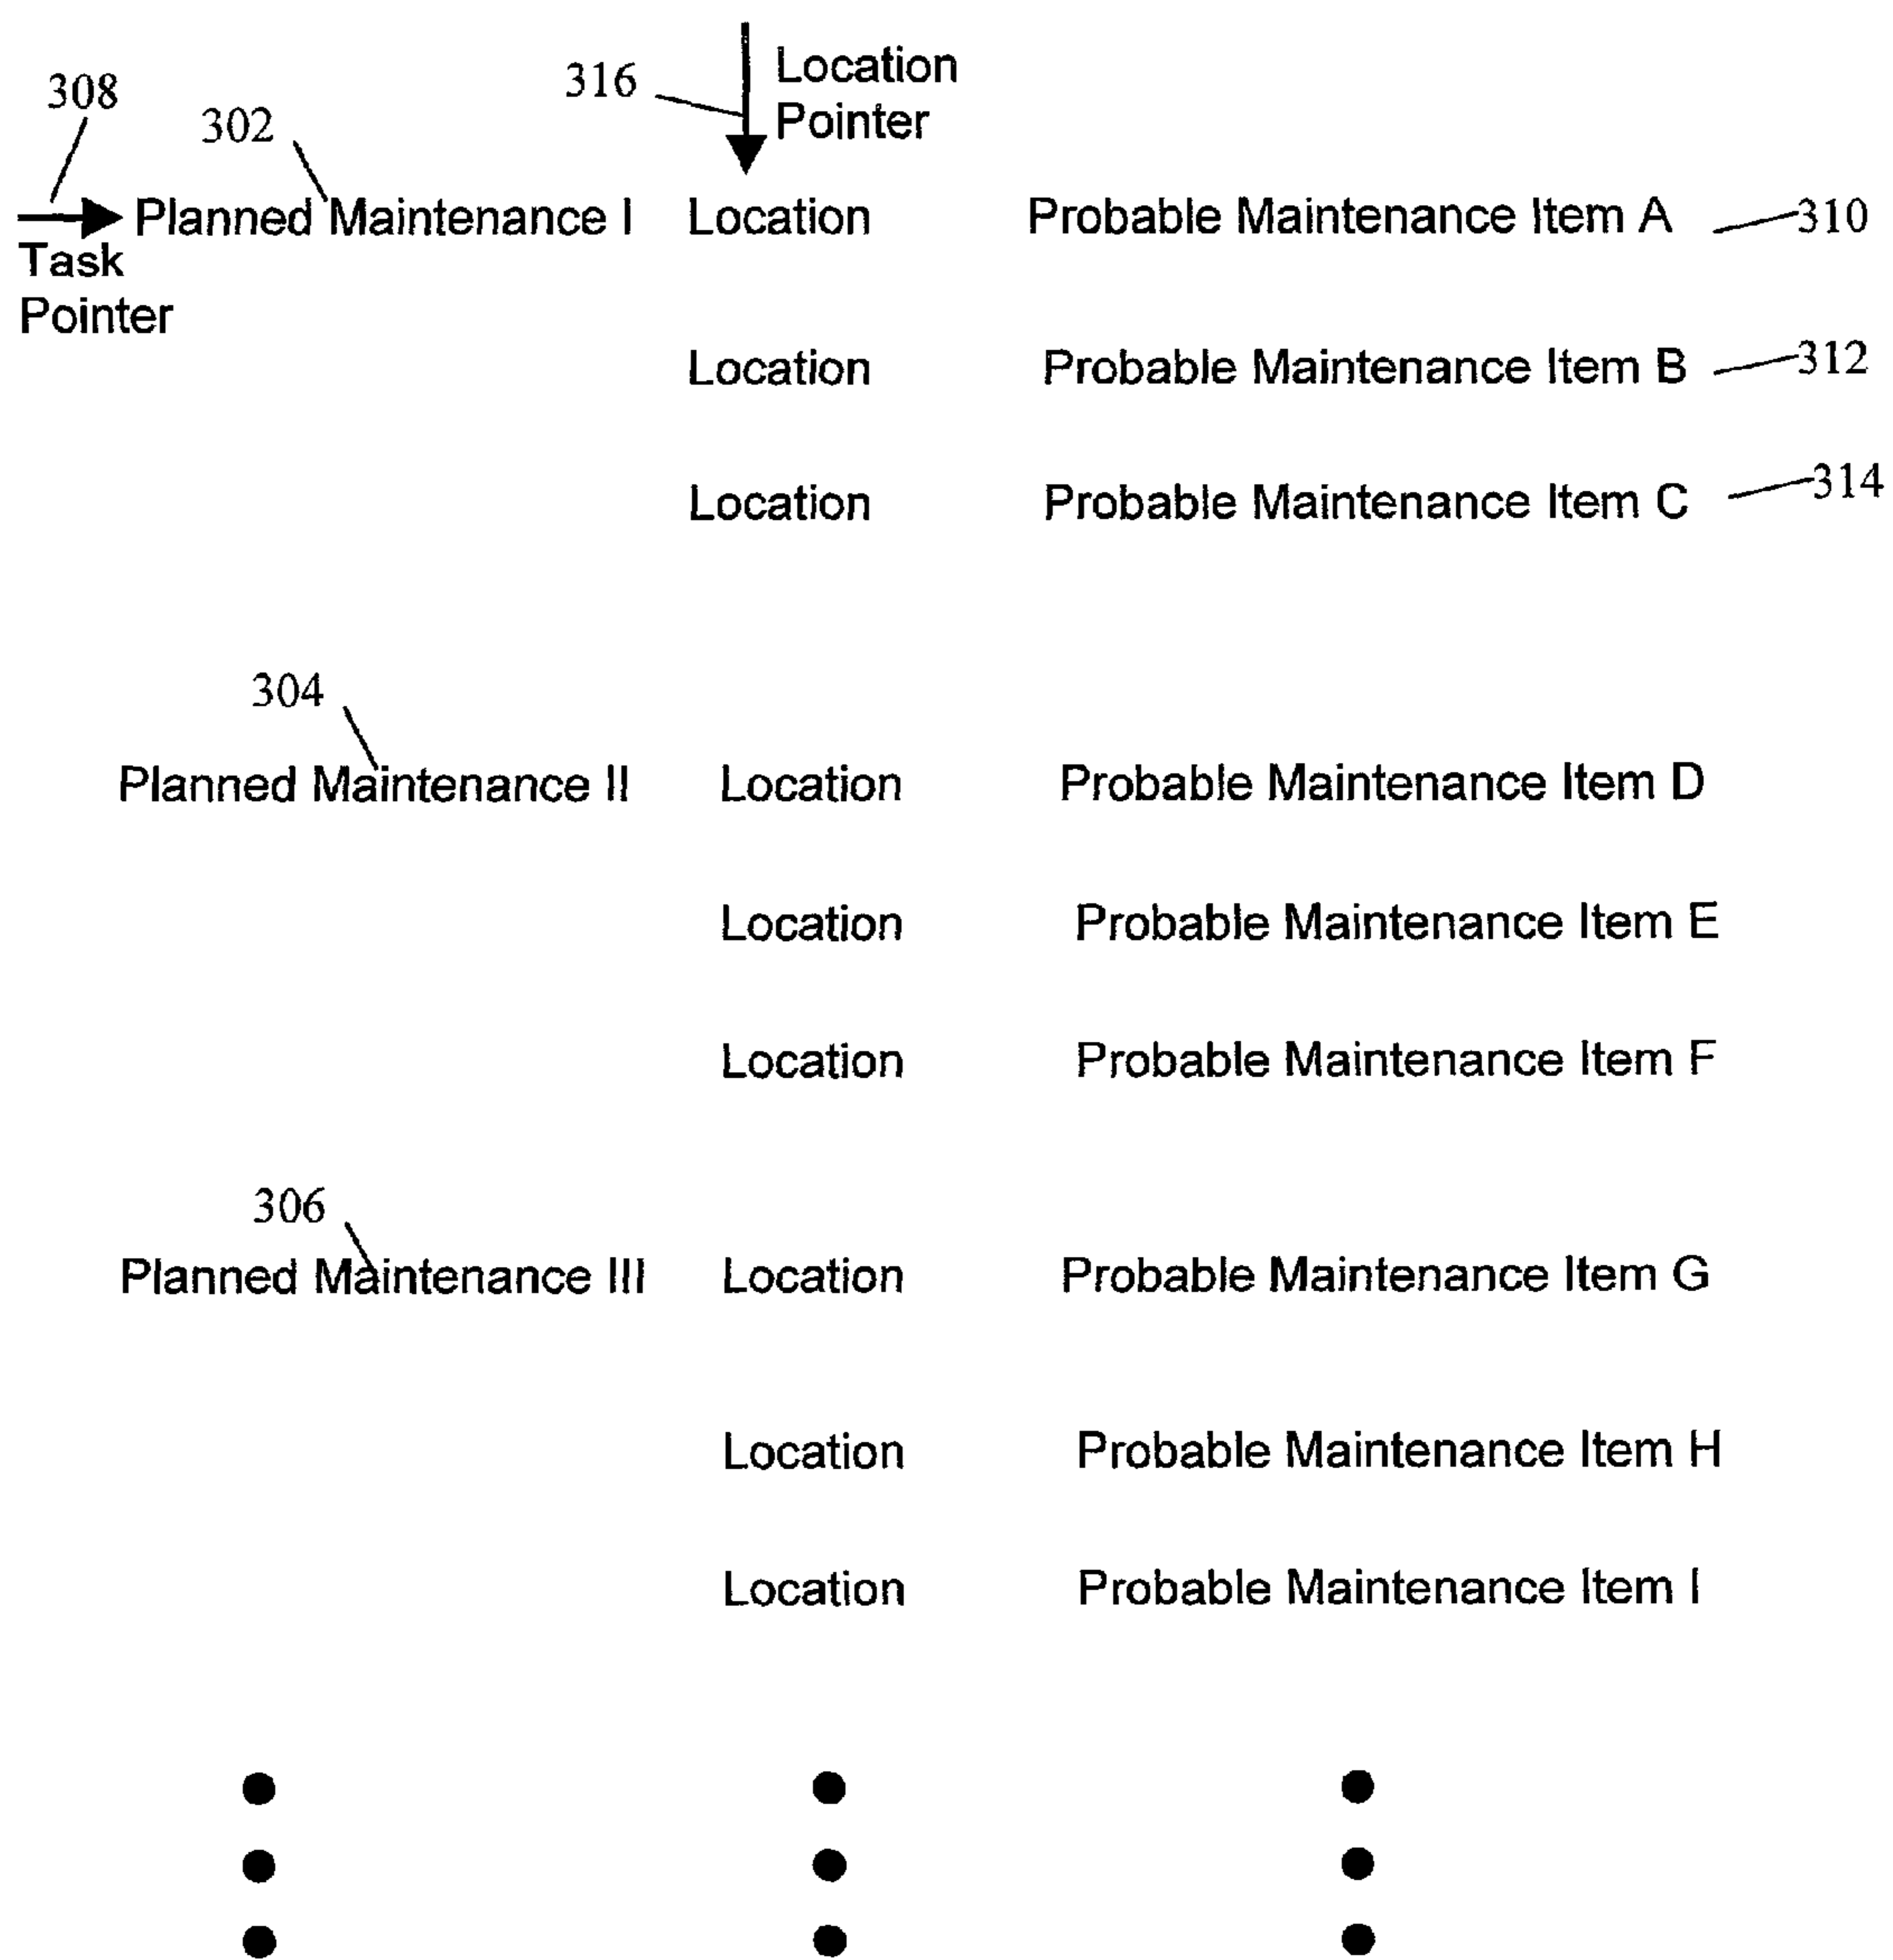 308
302
316
Location
Pointer
Planned Maintenance I Location Probable Maintenance Item A 310
Task
Pointer
Location Probable Maintenance Item B 312
Location Probable Maintenance Item C 314
304
Planned Maintenance II Location Probable Maintenance Item D
Location Probable Maintenance Item E
Location Probable Maintenance Item F
306
Planned Maintenance III Location Probable Maintenance Item G
Location Probable Maintenance Item H
Location Probable Maintenance Item I